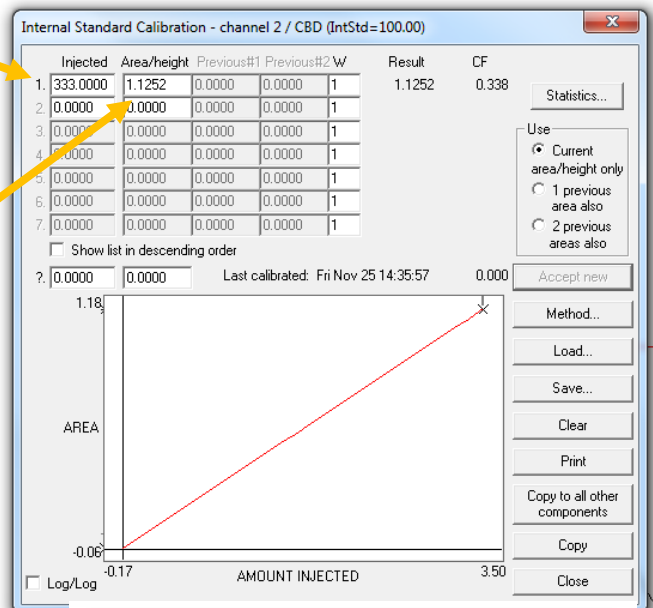 Internal Standard Calibration - channel 2 / CBD (IntStd=100.00)
Injected Area/height Previous#1 Previous#2 W Result CF
1. 333.0000 1.1252 0.0000 0.0000 1 1.1252 0.338
2. 0.0000 0.0000 0.0000 0.0000 1
3. 0.0000 0.0000 0.0000 0.0000 1
4. 0.0000 0.0000 0.0000 0.0000 1
5. 0.0000 0.0000 0.0000 0.0000 1
6. 0.0000 0.0000 0.0000 0.0000 1
7. 0.0000 0.0000 0.0000 0.0000 1
Show list in descending order
?. 0.0000 0.0000 Last calibrated: Fri Nov 25 14:35:57 0.000
Statistics...
Use
Current
area/height only
1 previous
area also
2 previous
areas also
Accept new
Method...
Load...
Save...
Clear
Print
Copy to all other
components
Copy
Close
1.18
AREA
-0.06
-0.17 AMOUNT INJECTED 3.50
Log/Log